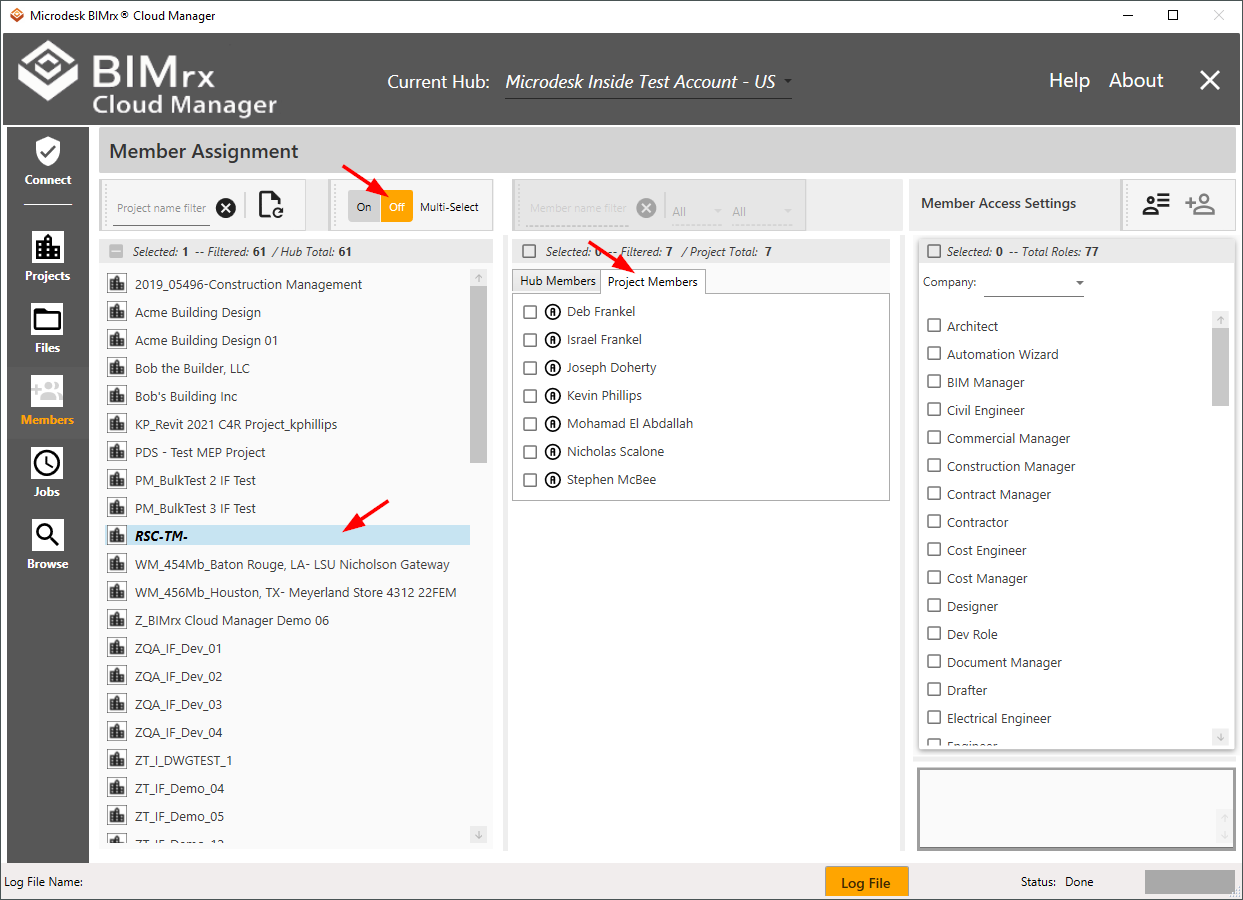 Microdesk BIMrx® Cloud Manager
BIMrx
Cloud Manager
Current Hub: Microdesk Inside Test Account - US
Help About
Connect
Projects
Files
Members
Jobs
Browse
Member Assignment
Project name filter
On Off Multi-Select
Member name filter All All
Member Access Settings
Selected: 1 -- Filtered: 61 / Hub Total: 61
2019_05496-Construction Management
Acme Building Design
Acme Building Design 01
Bob the Builder, LLC
Bob's Building Inc
KP_Revit 2021 C4R Project_kphillips
PDS - Test MEP Project
PM_BulkTest 2 IF Test
PM_BulkTest 3 IF Test
RSC-TM-
WM_454Mb_Baton Rouge, LA- LSU Nicholson Gateway
WM_456Mb_Houston, TX- Meyerland Store 4312 22FEM
Z_BIMrx Cloud Manager Demo 06
ZQA_IF_Dev_01
ZQA_IF_Dev_02
ZQA_IF_Dev_03
ZQA_IF_Dev_04
ZT_I_DWGTEST_1
ZT_IF_Demo_04
ZT_IF_Demo_05
Selected: 0 -- Filtered: 7 / Project Total: 7
Hub Members Project Members
Deb Frankel
Israel Frankel
Joseph Doherty
Kevin Phillips
Mohamad El Abdallah
Nicholas Scalone
Stephen McBee
Selected: 0 -- Total Roles: 77
Company:
Architect
Automation Wizard
BIM Manager
Civil Engineer
Commercial Manager
Construction Manager
Contract Manager
Contractor
Cost Engineer
Cost Manager
Designer
Dev Role
Document Manager
Drafter
Electrical Engineer
Engineer
Log File Name:
Log File
Status: Done